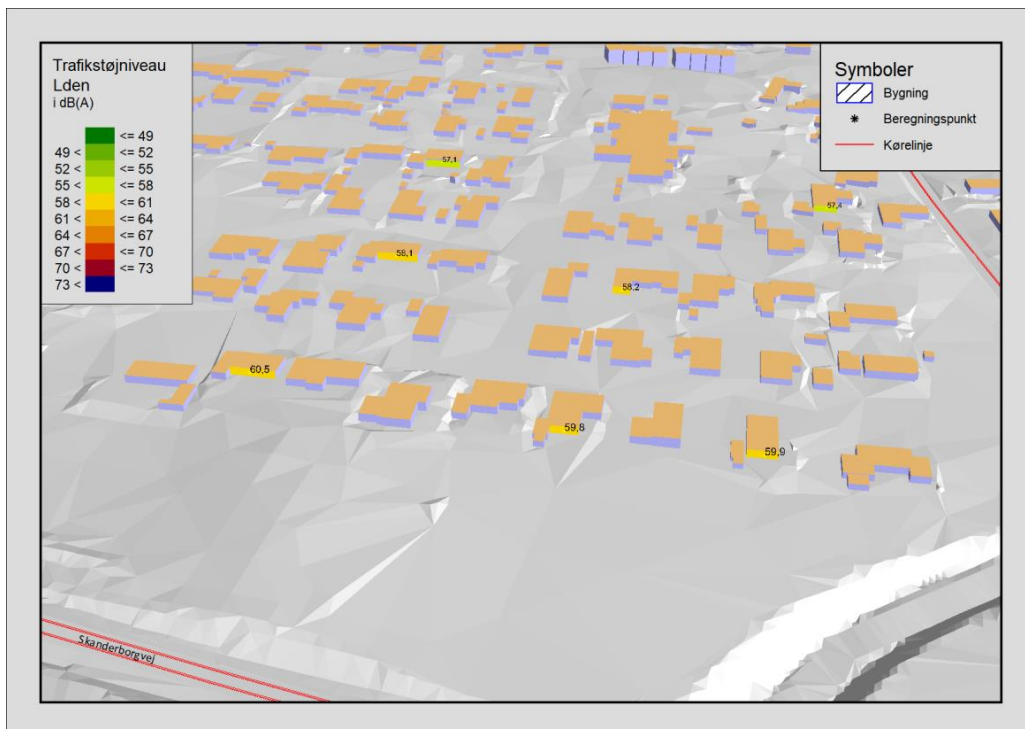 Trafikstøjniveau
Lden
i dB(A)
<= 49
49 < <= 52
52 < <= 55
55 < <= 58
58 < <= 61
61 < <= 64
64 < <= 67
67 < <= 70
70 < <= 73
73 <
Symboler
Bygning
Beregningspunkt
Kørelinje
57,1
57,4
58,1
58,2
60,5
59,8
59,9
Skanderborgvej